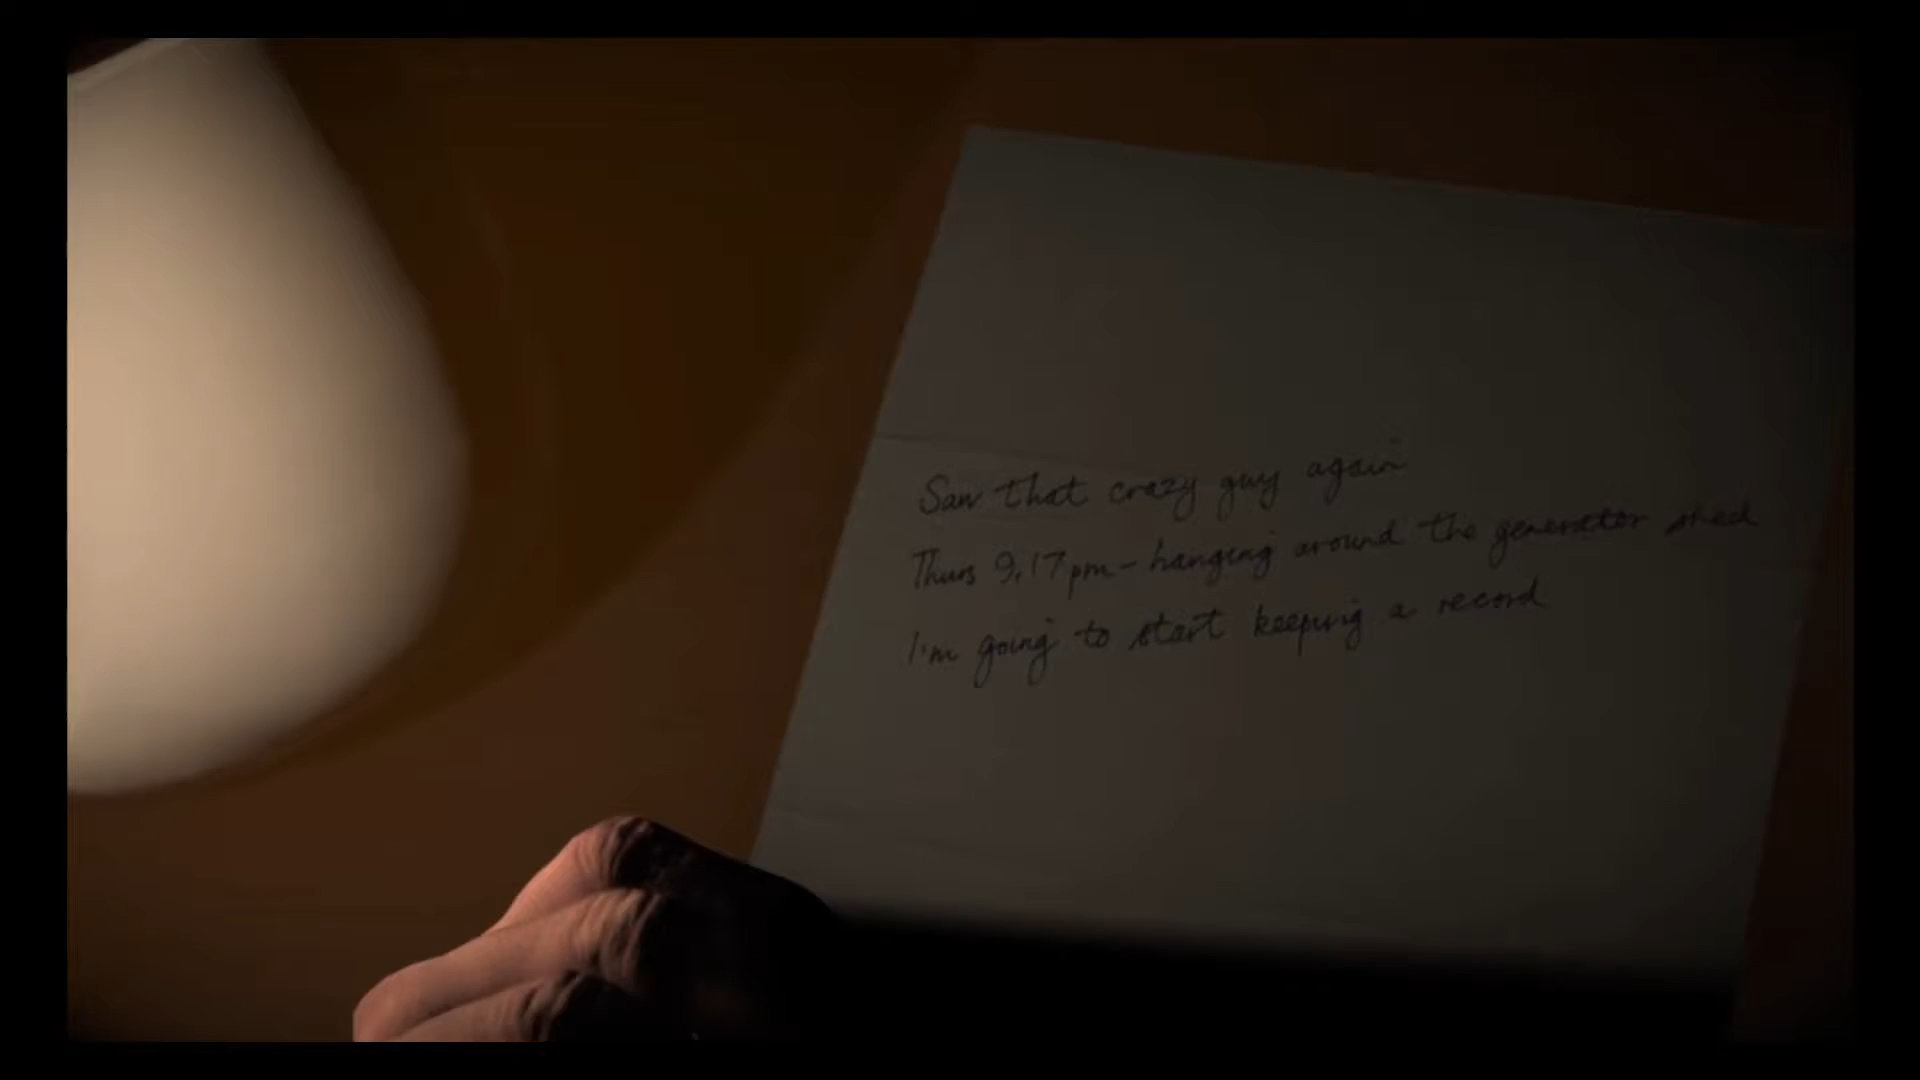 Saw that crazy guy again
Thurs 9.17pm - hanging around the generator shed
I'm going to start keeping a record